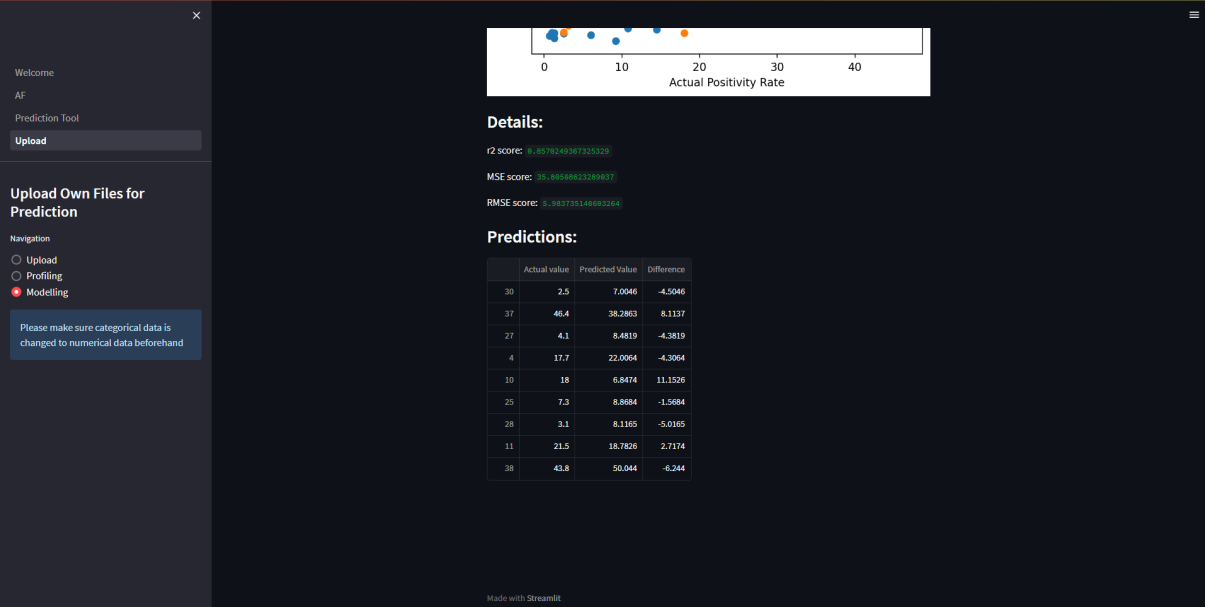 Welcome
AF
Prediction Tool
Upload
Upload Own Files for
Prediction
Navigation
Upload
Profiling
Modelling
Please make sure categorical data is
changed to numerical data beforehand
0 10 20 30 40
Actual Positivity Rate
Details:
r2 score: 0.8570249367325329
MSE score: 35.80508623289037
RMSE score: 5.983735140603264
Predictions:
Actual value Predicted Value Difference
30 2.5 7.0046 -4.5046
37 46.4 38.2863 8.1137
27 4.1 8.4819 -4.3819
4 17.7 22.0064 -4.3064
10 18 6.8474 11.1526
25 7.3 8.8684 -1.5684
28 3.1 8.1165 -5.0165
11 21.5 18.7826 2.7174
38 43.8 50.044 -6.244
Made with Streamlit